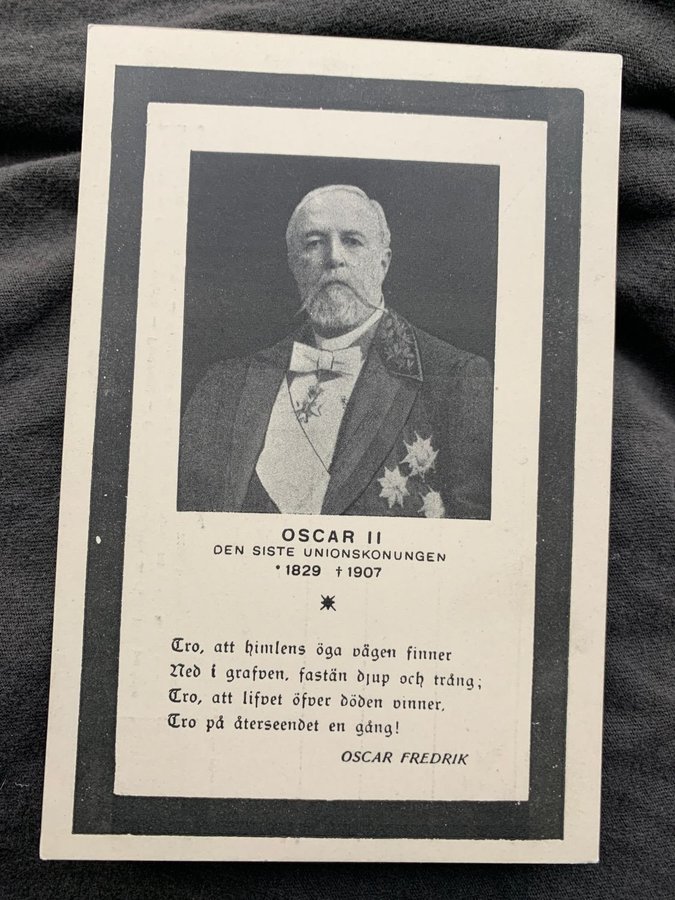 OSCAR II
DEN SISTE UNIONSKONUNGEN
* 1829 † 1907
Tro, att himlens öga vägen finner
Ned i grafven, fastän djup och trång;
Tro, att lifvet öfver döden vinner,
Tro på återseendet en gång!
OSCAR FREDRIK